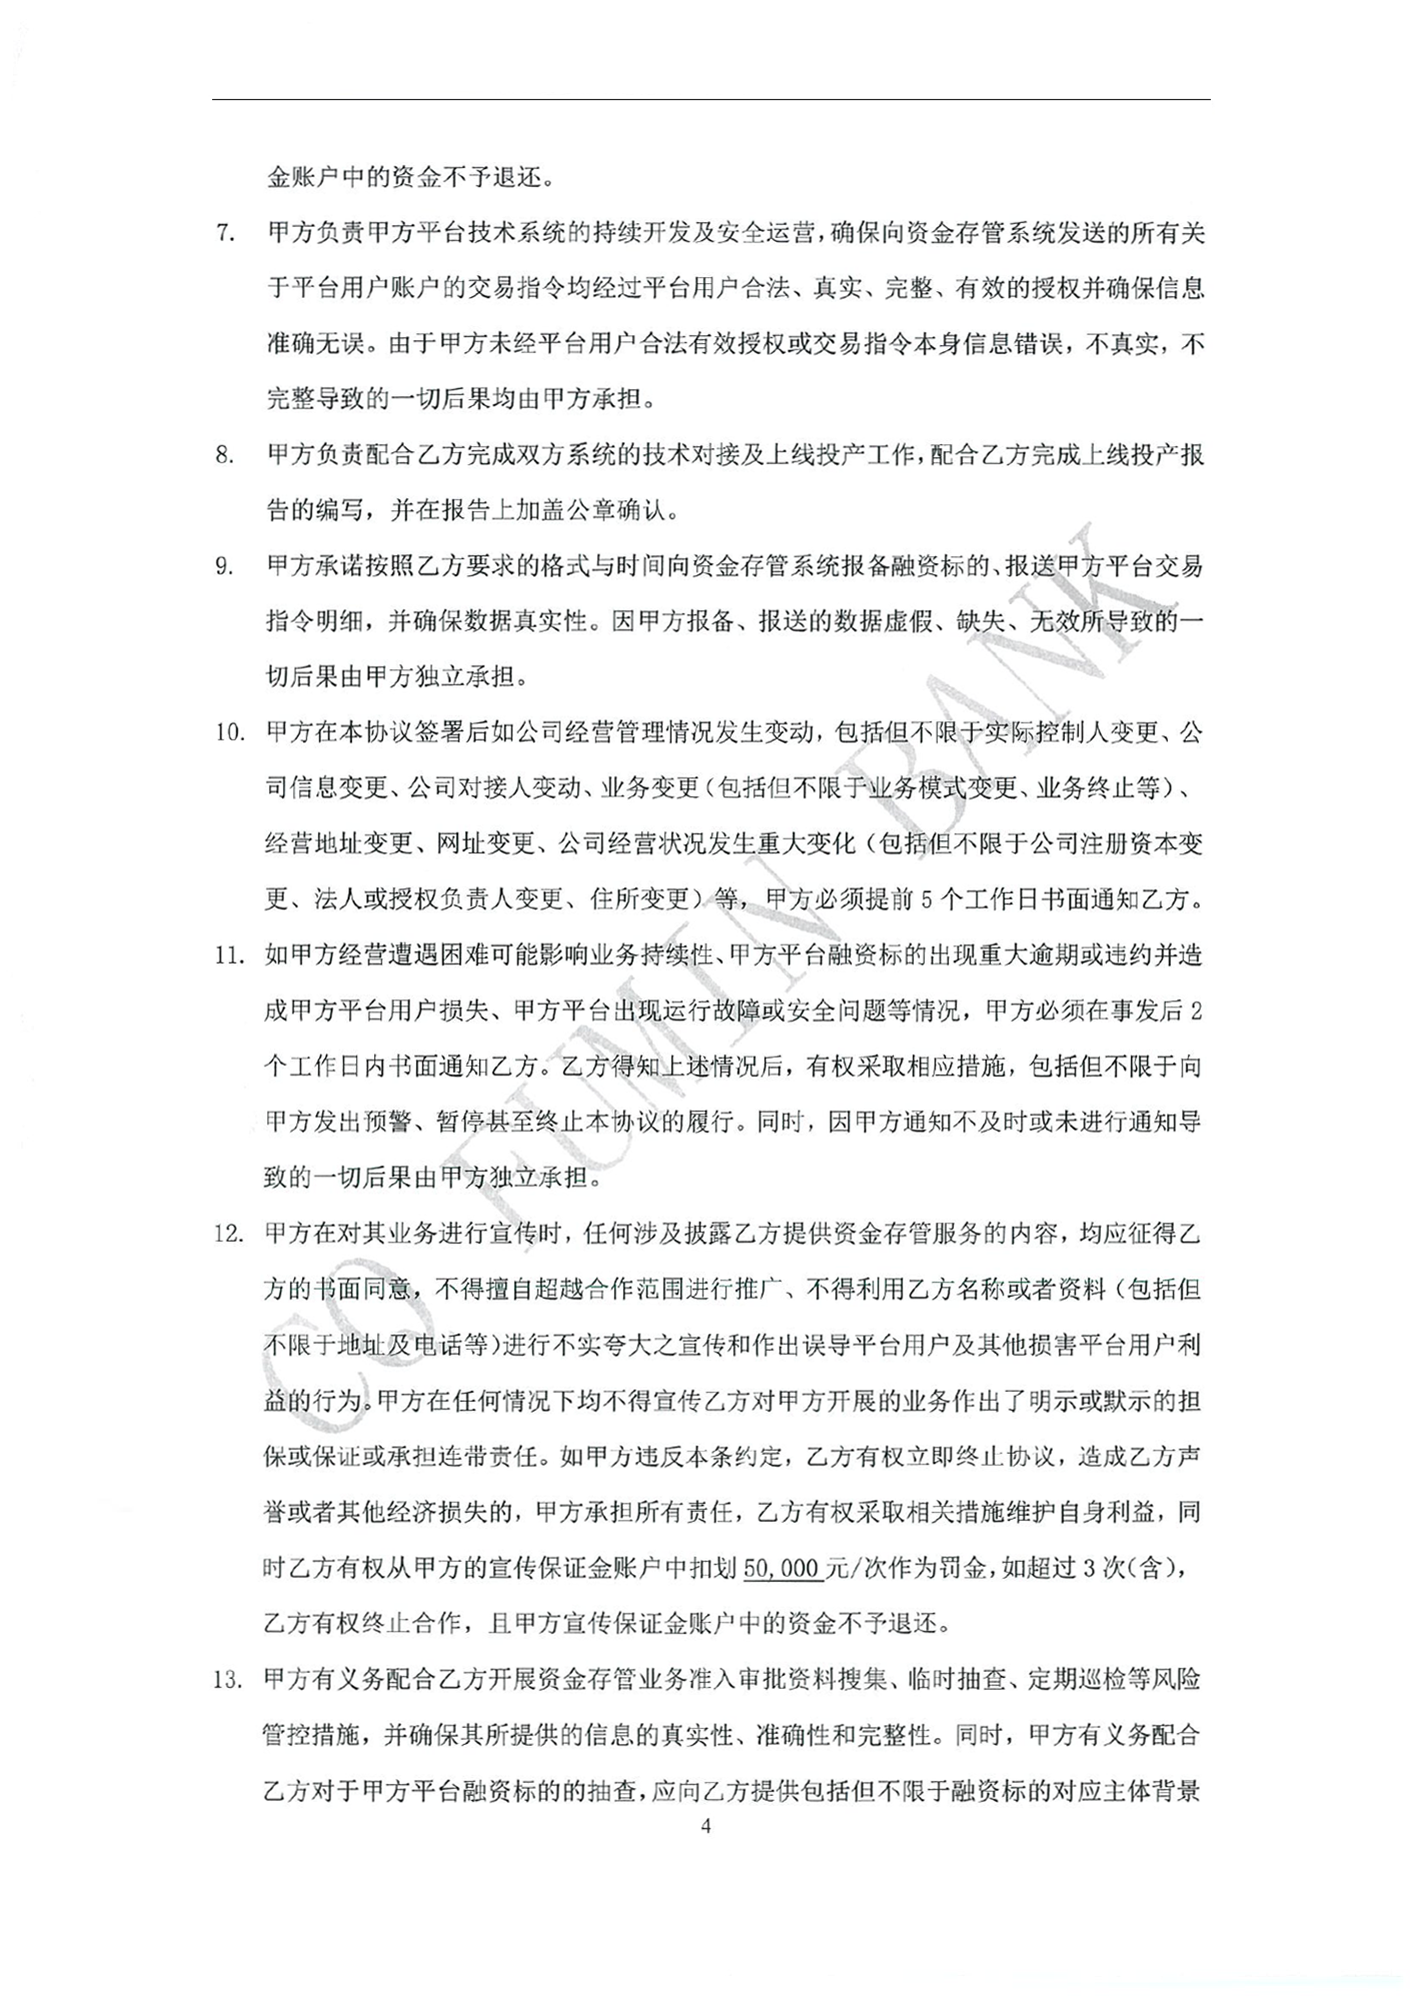 金账户中的资金不予退还。
7. 甲方负责甲方平台技术系统的持续开发及安全运营,确保向资金存管系统发送的所有关
于平台用户账户的交易指令均经过平台用户合法、真实、完整、有效的授权并确保信息
准确无误。由于甲方未经平台用户合法有效授权或交易指令本身信息错误，不真实，不
完整导致的一切后果均由甲方承担。
8. 甲方负责配合乙方完成双方系统的技术对接及上线投产工作,配合乙方完成上线投产报
告的编写，并在报告上加盖公章确认。
9. 甲方承诺按照乙方要求的格式与时间向资金存管系统报备融资标的、报送甲方平台交易
指令明细，并确保数据真实性。因甲方报备、报送的数据虚假、缺失、无效所导致的一
切后果由甲方独立承担。
10. 甲方在本协议签署后如公司经营管理情况发生变动，包括但不限于实际控制人变更、公
司信息变更、公司对接人变动、业务变更（包括但不限于业务模式变更、业务终止等）、
经营地址变更、网址变更、公司经营状况发生重大变化（包括但不限于公司注册资本变
更、法人或授权负责人变更、住所变更）等，甲方必须提前 5 个工作日书面通知乙方。
11. 如甲方经营遭遇困难可能影响业务持续性、甲方平台融资标的出现重大逾期或违约并造
成甲方平台用户损失、甲方平台出现运行故障或安全问题等情况，甲方必须在事发后 2
个工作日内书面通知乙方。乙方得知上述情况后，有权采取相应措施，包括但不限于向
甲方发出预警、暂停甚至终止本协议的履行。同时，因甲方通知不及时或未进行通知导
致的一切后果由甲方独立承担。
12. 甲方在对其业务进行宣传时，任何涉及披露乙方提供资金存管服务的内容，均应征得乙
方的书面同意，不得擅自超越合作范围进行推广、不得利用乙方名称或者资料（包括但
不限于地址及电话等）进行不实夸大之宣传和作出误导平台用户及其他损害平台用户利
益的行为。甲方在任何情况下均不得宣传乙方对甲方开展的业务作出了明示或默示的担
保或保证或承担连带责任。如甲方违反本条约定，乙方有权立即终止协议，造成乙方声
誉或者其他经济损失的，甲方承担所有责任，乙方有权采取相关措施维护自身利益，同
时乙方有权从甲方的宣传保证金账户中扣划 50,000 元/次作为罚金,如超过 3 次(含)，
乙方有权终止合作，且甲方宣传保证金账户中的资金不予退还。
13. 甲方有义务配合乙方开展资金存管业务准入审批资料搜集、临时抽查、定期巡检等风险
管控措施，并确保其所提供的信息的真实性、准确性和完整性。同时，甲方有义务配合
乙方对于甲方平台融资标的的抽查,应向乙方提供包括但不限于融资标的对应主体背景
4
CQ FUMIN BANK